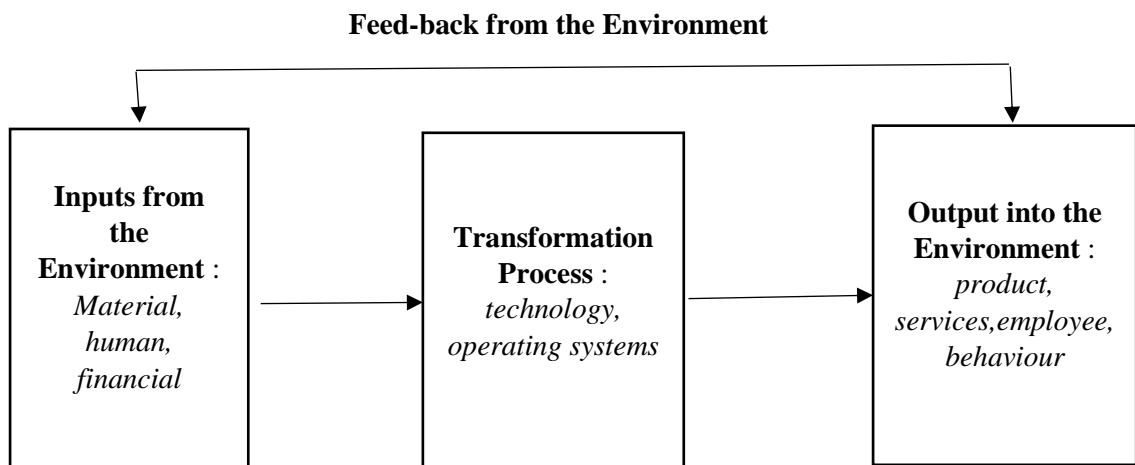 Feed-back from the Environment
Inputs from
the
Environment :
Material,
human,
financial
Transformation
Process :
technology,
operating systems
Output into the
Environment :
product,
services,employee,
behaviour